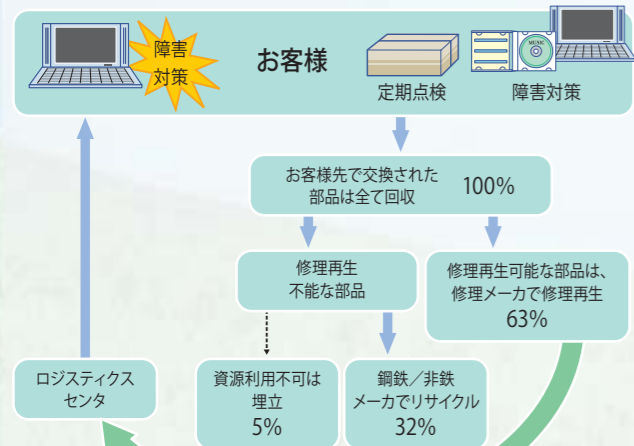 障害
対策
お客様
定期点検
MUSIC
障害対策
お客様先で交換された
部品は全て回収
100%
修理再生
不能な部品
修理再生可能な部品は、
修理メーカで修理再生
63%
ロジスティクス
センタ
資源利用不可は
埋立
5%
鋼鉄／非鉄
メーカでリサイクル
32%